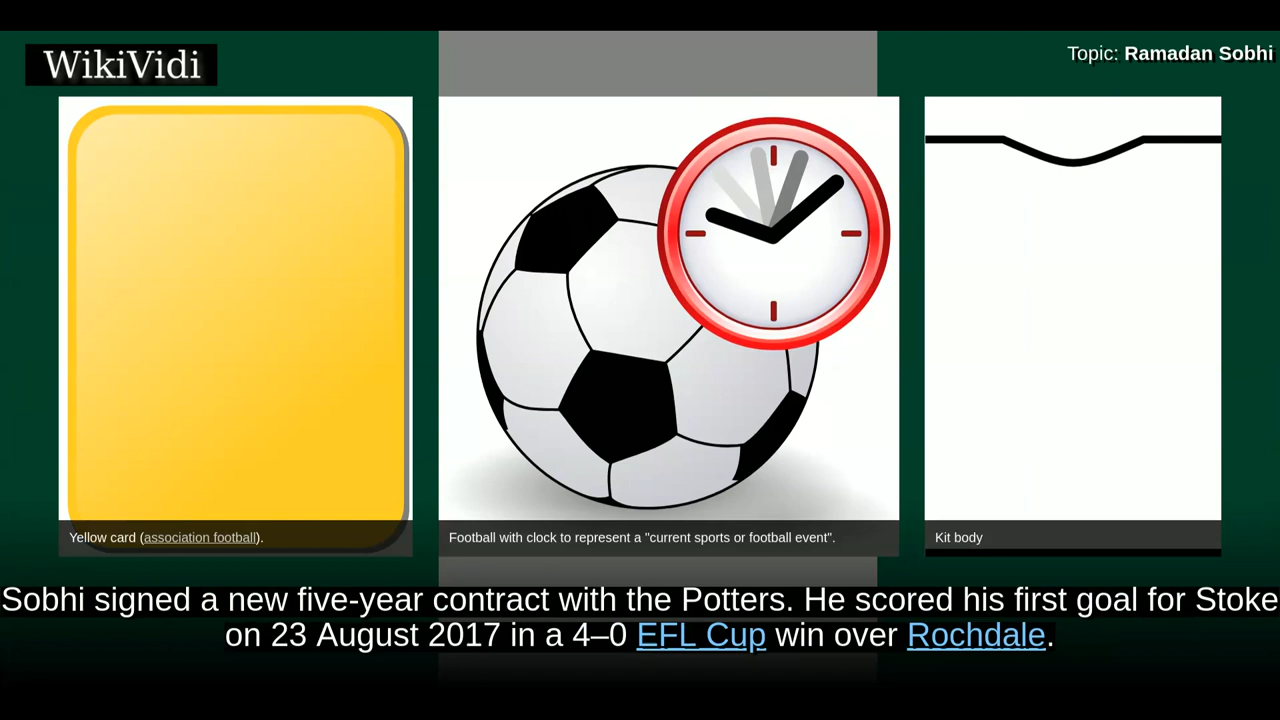 WikiVidi
Topic: Ramadan Sobhi
Yellow card (association football).
Football with clock to represent a "current sports or football event".
Kit body
Sobhi signed a new five-year contract with the Potters. He scored his first goal for Stoke
on 23 August 2017 in a 4–0 EFL Cup win over Rochdale.